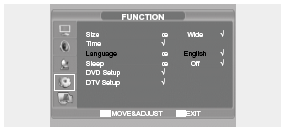 FUNCTION
Size œ Wide √
Time √
Language œ English √
Sleep œ Off √
DVD Setup √
DTV Setup √
MOVE&ADJUST EXIT